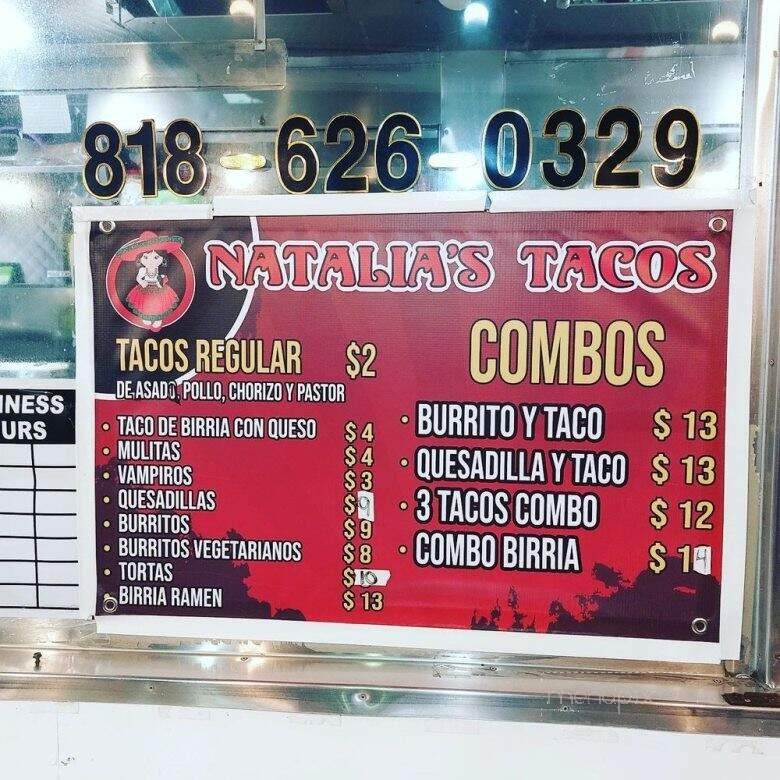 818 626 0329
NATALIA'S TACOS
TACOS REGULAR $2
DE ASADO, POLLO, CHORIZO Y PASTOR
• TACO DE BIRRIA CON QUESO $4
• MULITAS $4
• VAMPIROS $3
• QUESADILLAS $9
• BURRITOS $9
• BURRITOS VEGETARIANOS $8
• TORTAS $10
• BIRRIA RAMEN $13
COMBOS
• BURRITO Y TACO $13
• QUESADILLA Y TACO $13
• 3 TACOS COMBO $12
• COMBO BIRRIA $14
INESS
URS